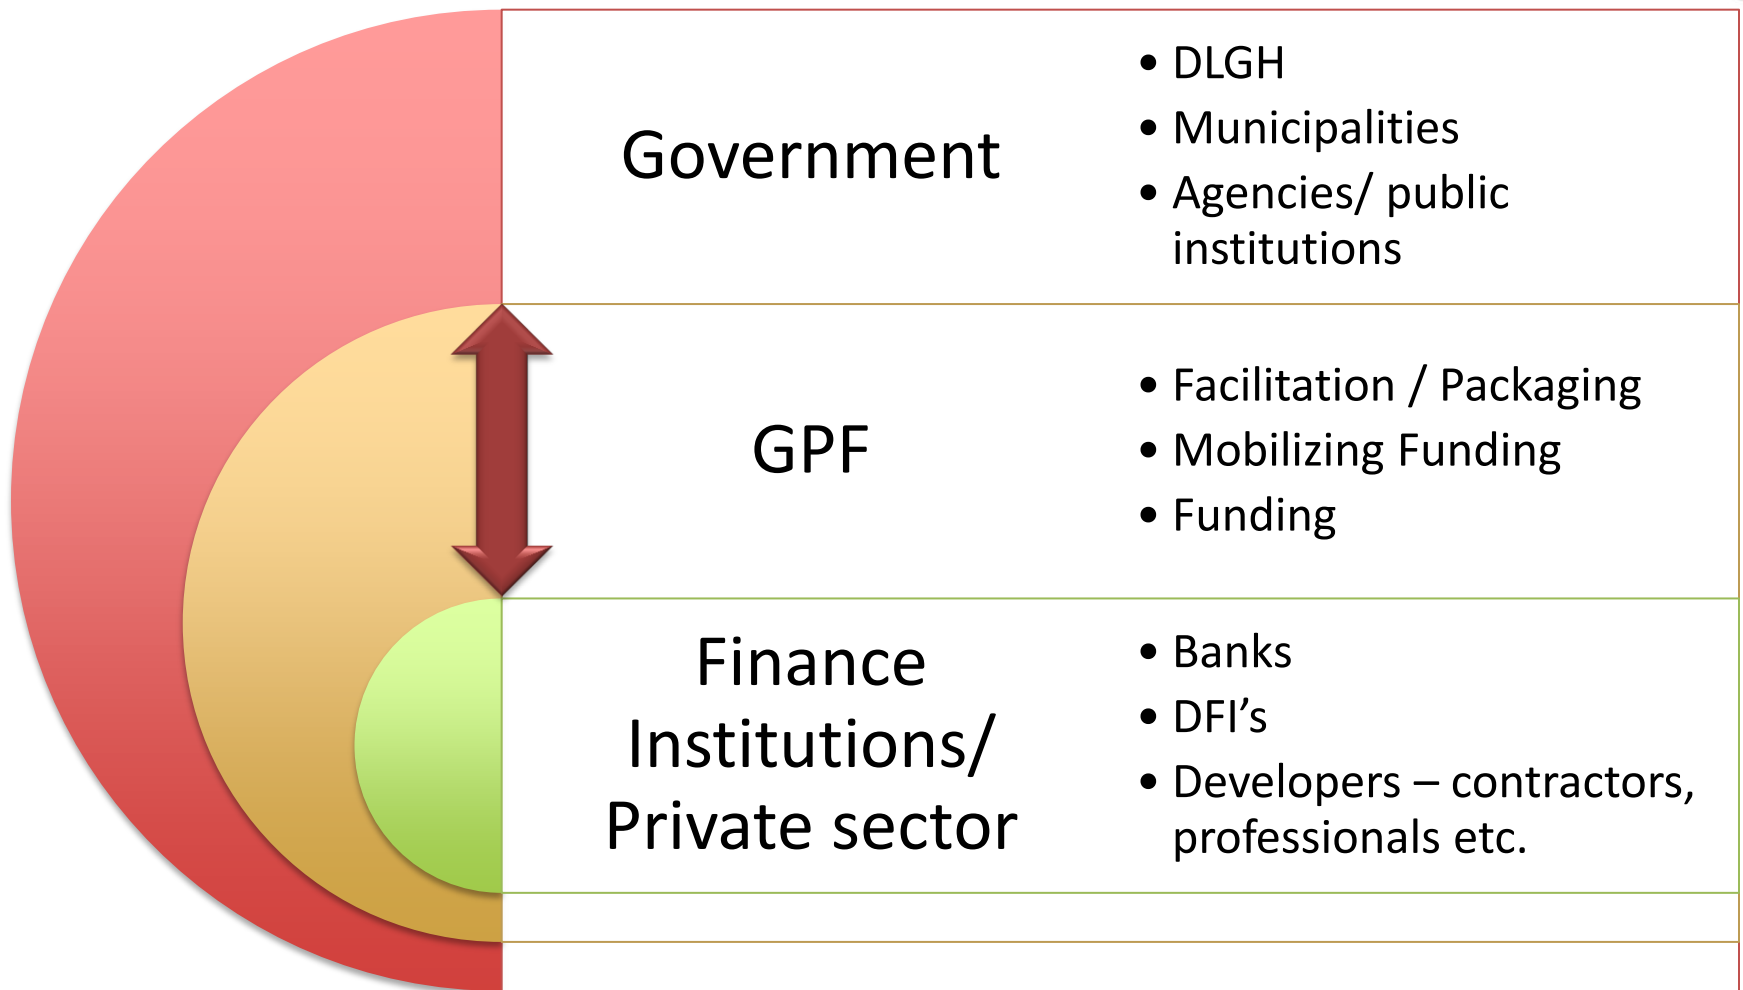 Government
• DLGH
• Municipalities
• Agencies/ public
institutions
GPF
• Facilitation / Packaging
• Mobilizing Funding
• Funding
Finance
Institutions/
Private sector
• Banks
• DFI’s
• Developers – contractors,
professionals etc.